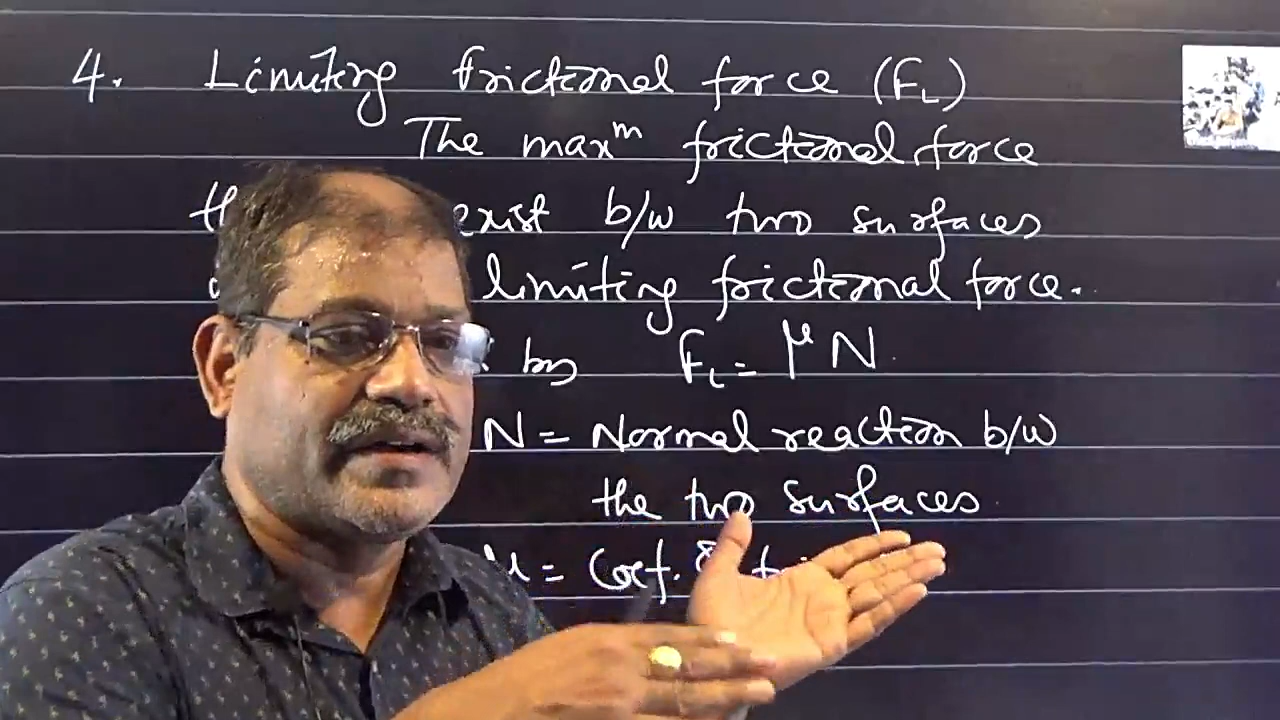 4. Limiting frictional force (FL)
The maxᵐ frictional force
exist b/w two surfaces
limiting frictional force.
by FL = μN
N = Normal reaction b/w
the two surfaces
μ = Coef.